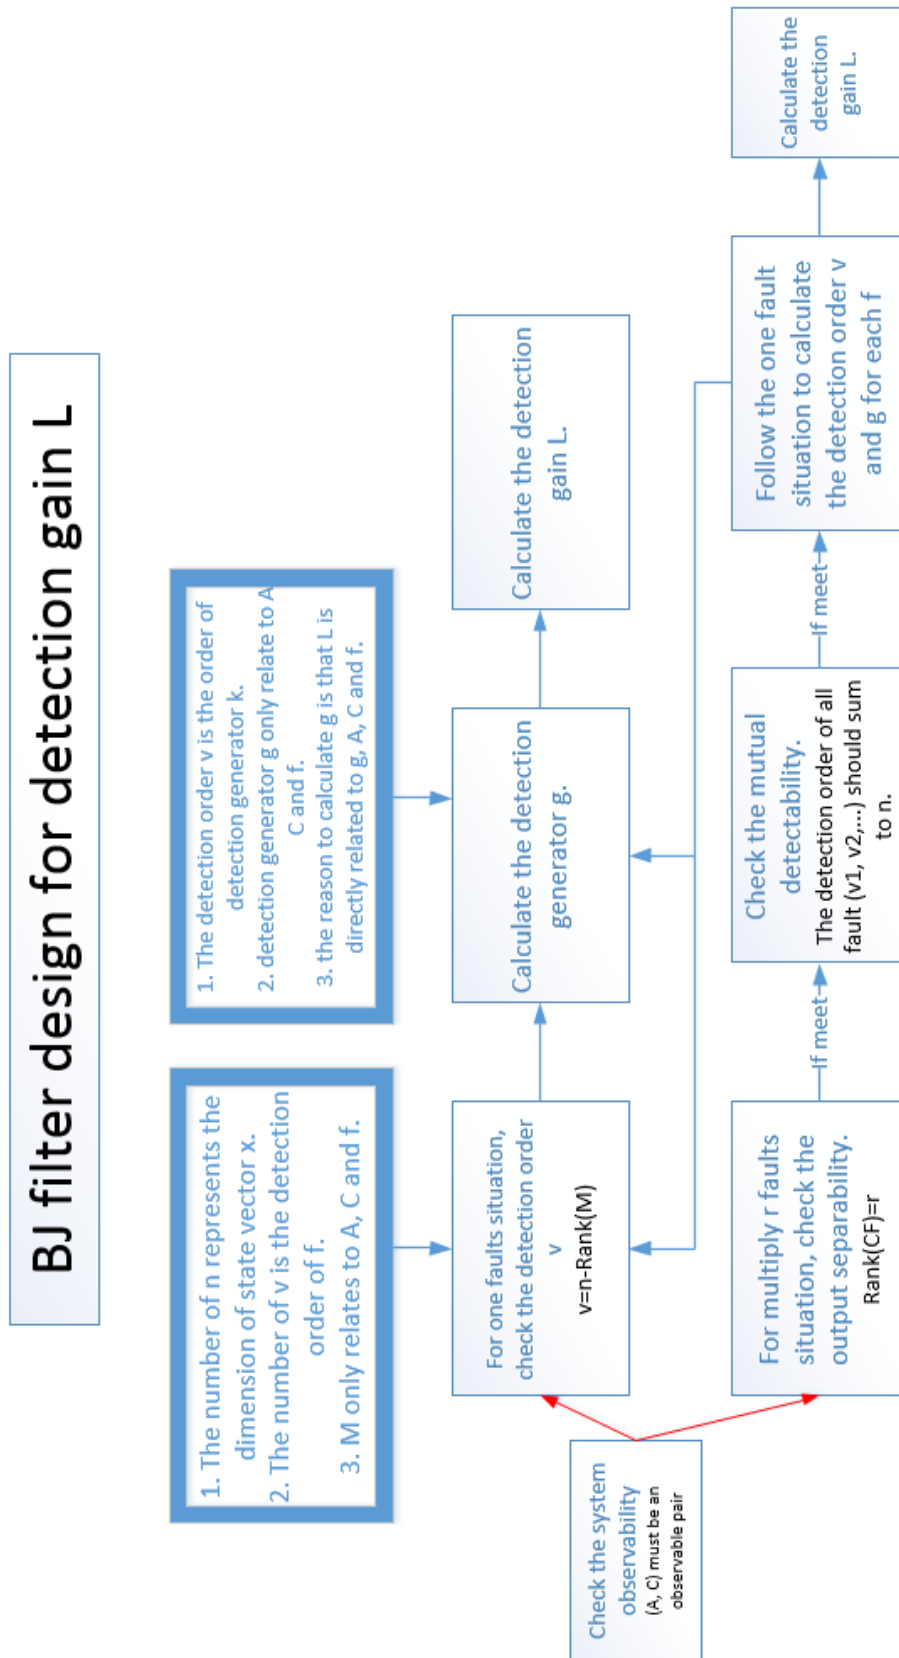 BJ filter design for detection gain L
1. The number of n represents the
dimension of state vector x.
2. The number of v is the detection
order of f.
3. M only relates to A, C and f.
1. The detection order v is the order of
detection generator k.
2. detection generator g only relate to A
C and f.
3. the reason to calculate g is that L is
directly related to g, A, C and f.
Check the system
observability
(A, C) must be an
observable pair
For one faults situation,
check the detection order
v
v=n-Rank(M)
Calculate the detection
generator g.
Calculate the detection
gain L.
For multiply r faults
situation, check the
output separability.
Rank(CF)=r
If meet
Check the mutual
detectability.
The detection order of all
fault (v1, v2,...) should sum
to n.
If meet
Follow the one fault
situation to calculate
the detection order v
and g for each f
Calculate the
detection
gain L.